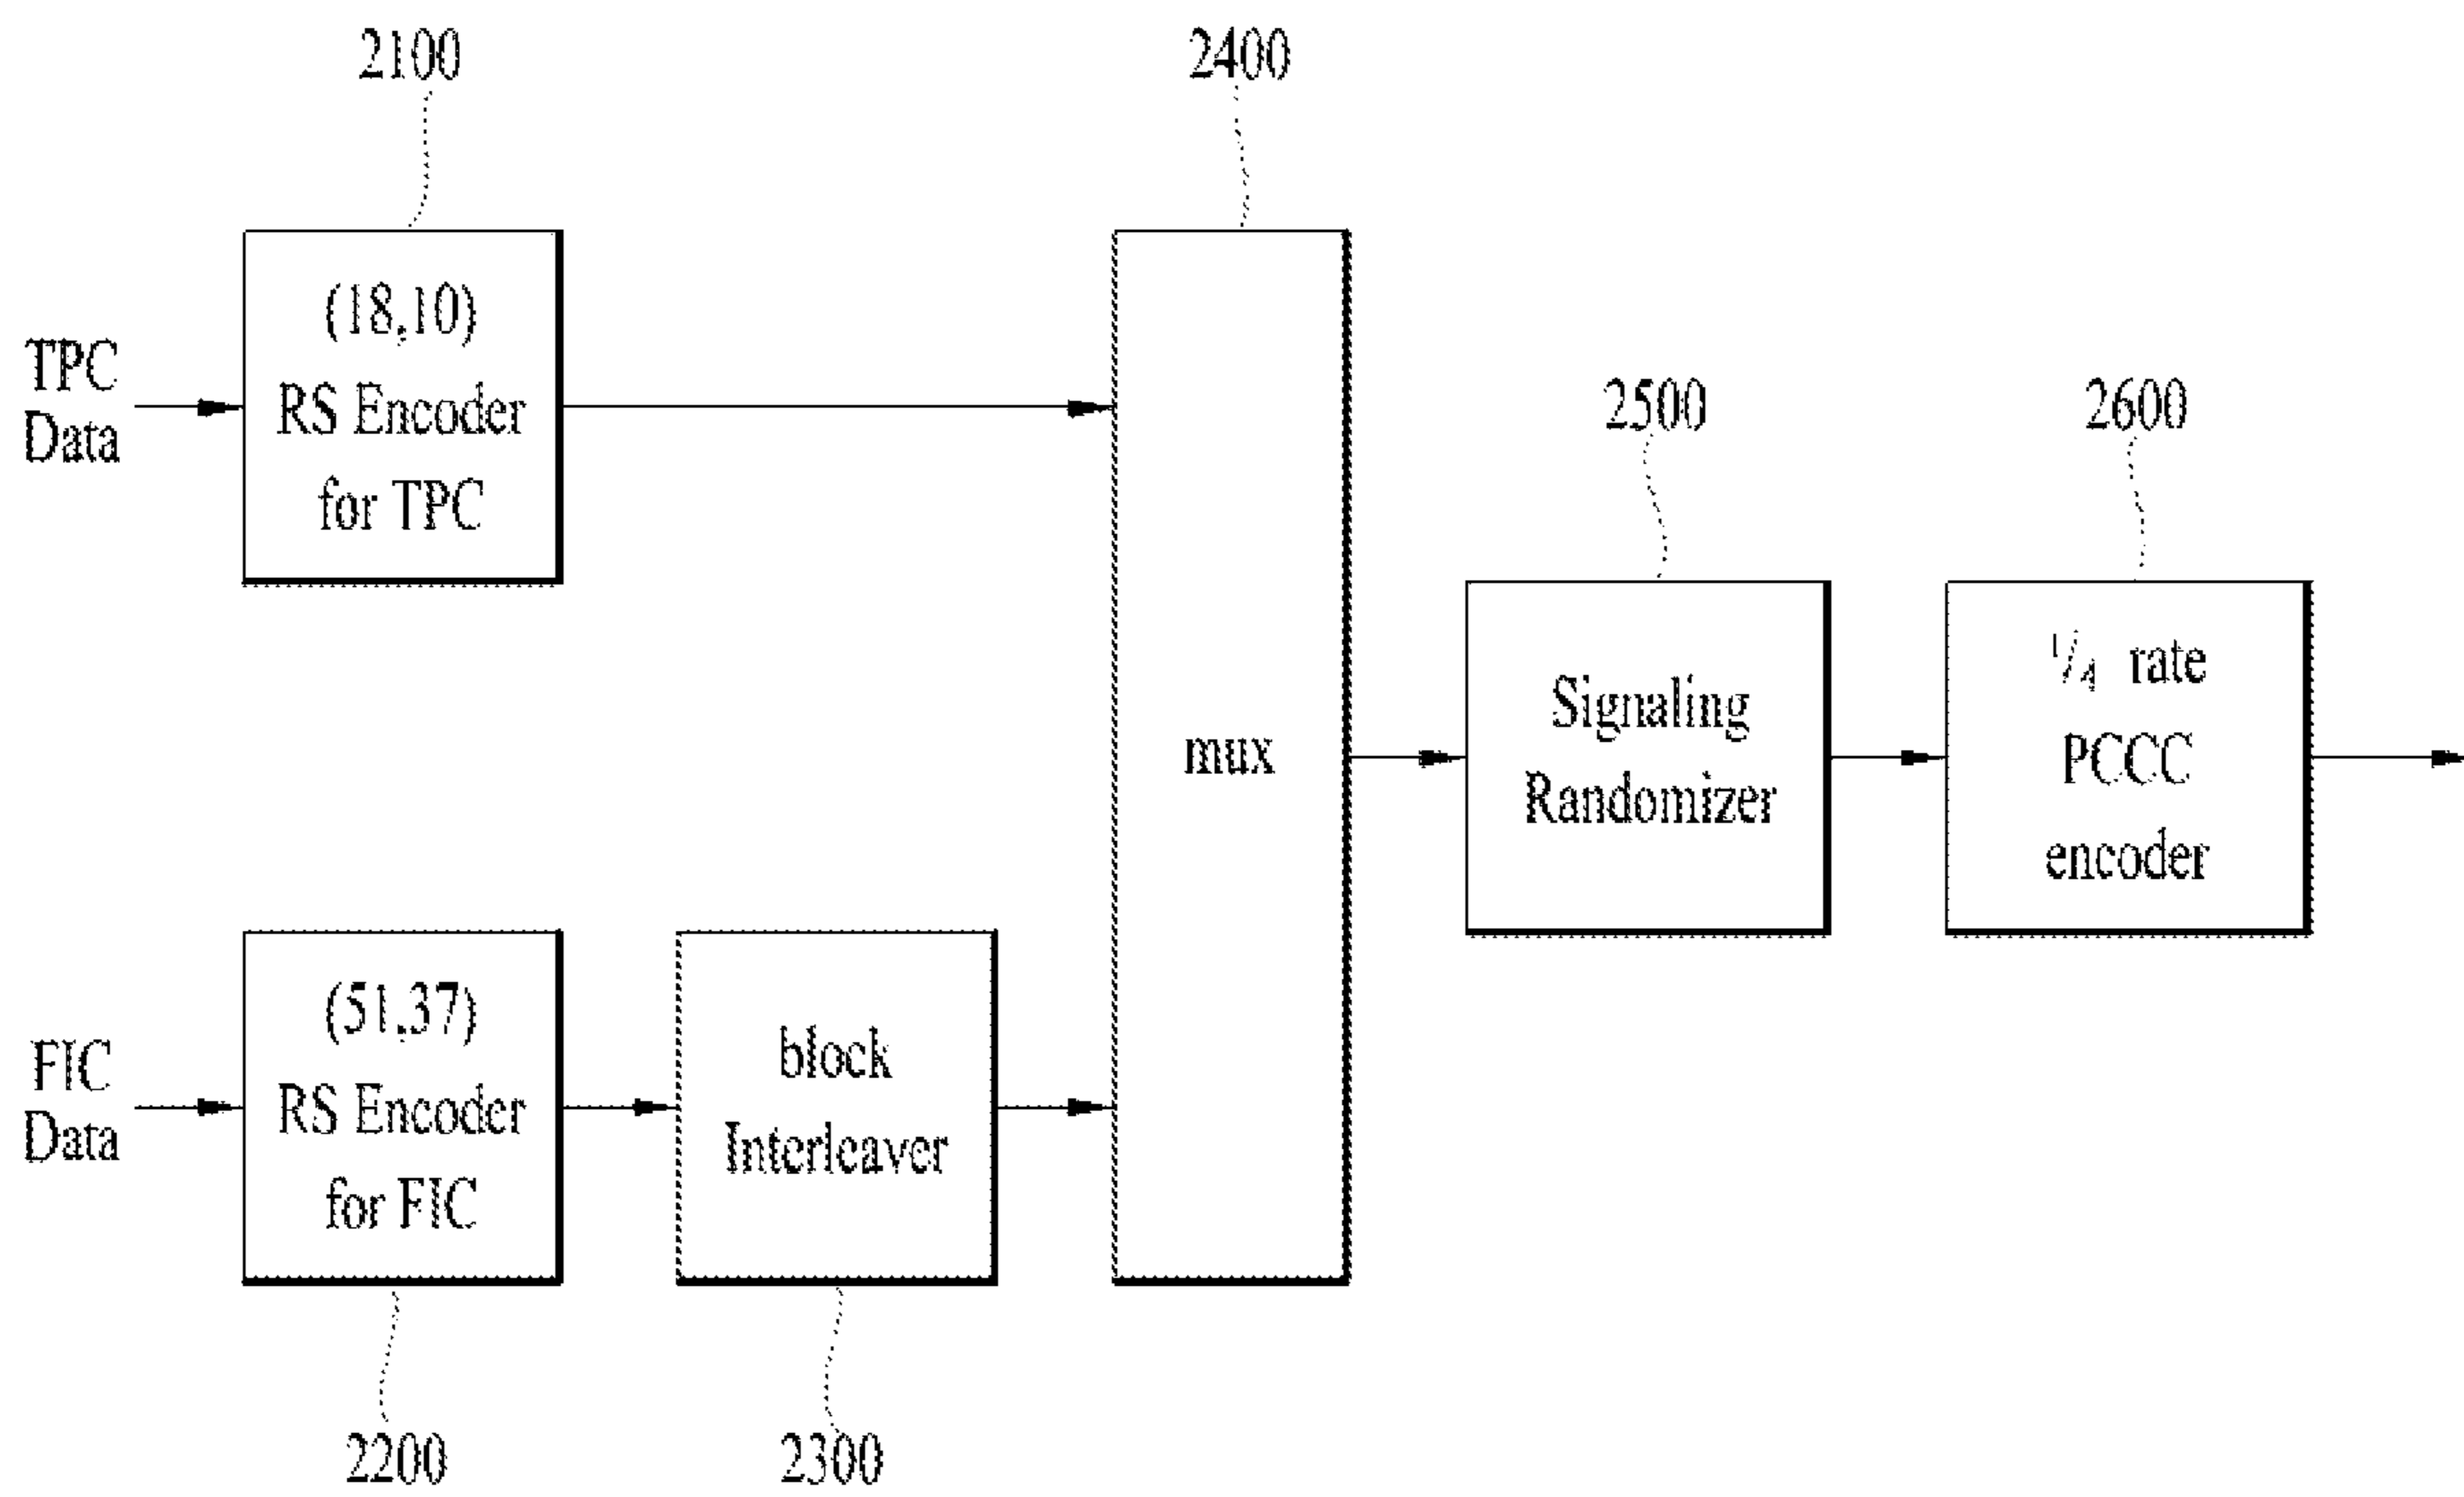 2100
2400
(18,10)
RS Encoder
for TPC
TPC
Data
2500
2600
mux
Signaling
Randomizer
1/4 rate
PCCC
encoder
(51,37)
RS Encoder
for FIC
FIC
Data
block
Interleaver
2200
2300